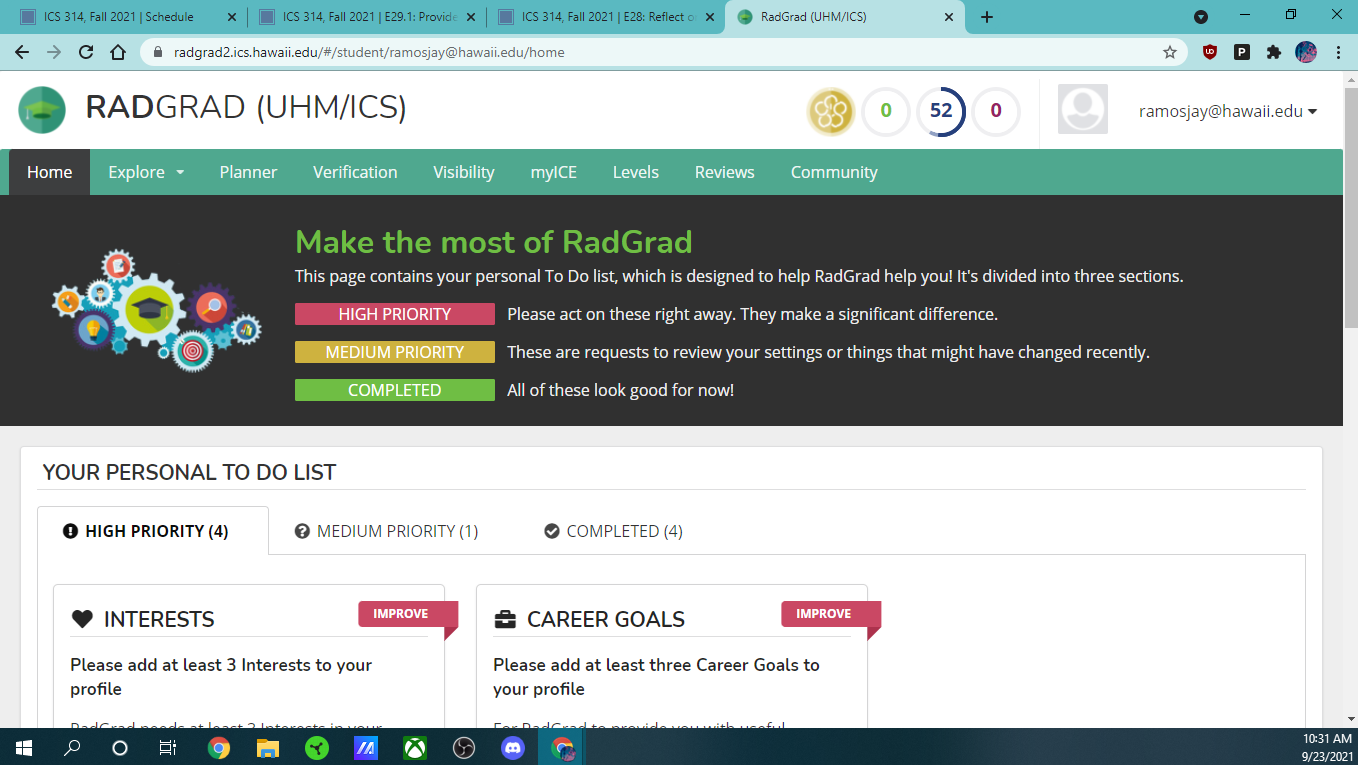 ICS 314, Fall 2021 | Schedule
ICS 314, Fall 2021 | E29.1: Provide
ICS 314, Fall 2021 | E28: Reflect o
RadGrad (UHM/ICS)
radgrad2.ics.hawaii.edu/#/student/ramosjay@hawaii.edu/home
RADGRAD (UHM/ICS)
0
52
0
ramosjay@hawaii.edu
Home
Explore
Planner
Verification
Visibility
myICE
Levels
Reviews
Community
Make the most of RadGrad
This page contains your personal To Do list, which is designed to help RadGrad help you! It's divided into three sections.
HIGH PRIORITY
Please act on these right away. They make a significant difference.
MEDIUM PRIORITY
These are requests to review your settings or things that might have changed recently.
COMPLETED
All of these look good for now!
YOUR PERSONAL TO DO LIST
HIGH PRIORITY (4)
MEDIUM PRIORITY (1)
COMPLETED (4)
INTERESTS
IMPROVE
Please add at least 3 Interests to your
profile
RadGrad needs at least 3 Interests in your
CAREER GOALS
IMPROVE
Please add at least three Career Goals to
your profile
For RadGrad to provide you with useful
10:31 AM
9/23/2021